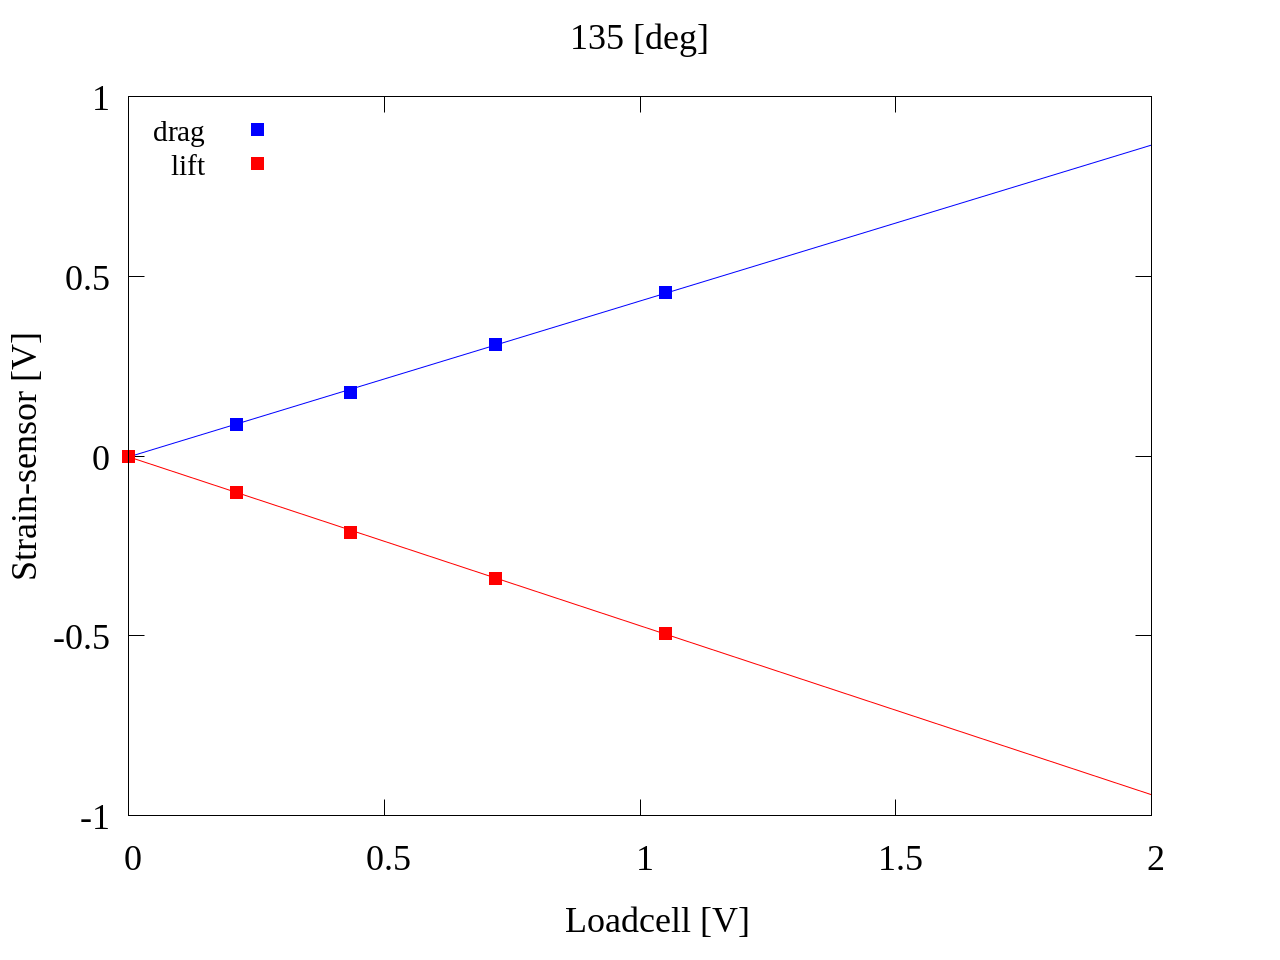 135 [deg]
1
drag
lift
0.5
0
-0.5
-1
Strain-sensor [V]
0 0.5 1 1.5 2
Loadcell [V]